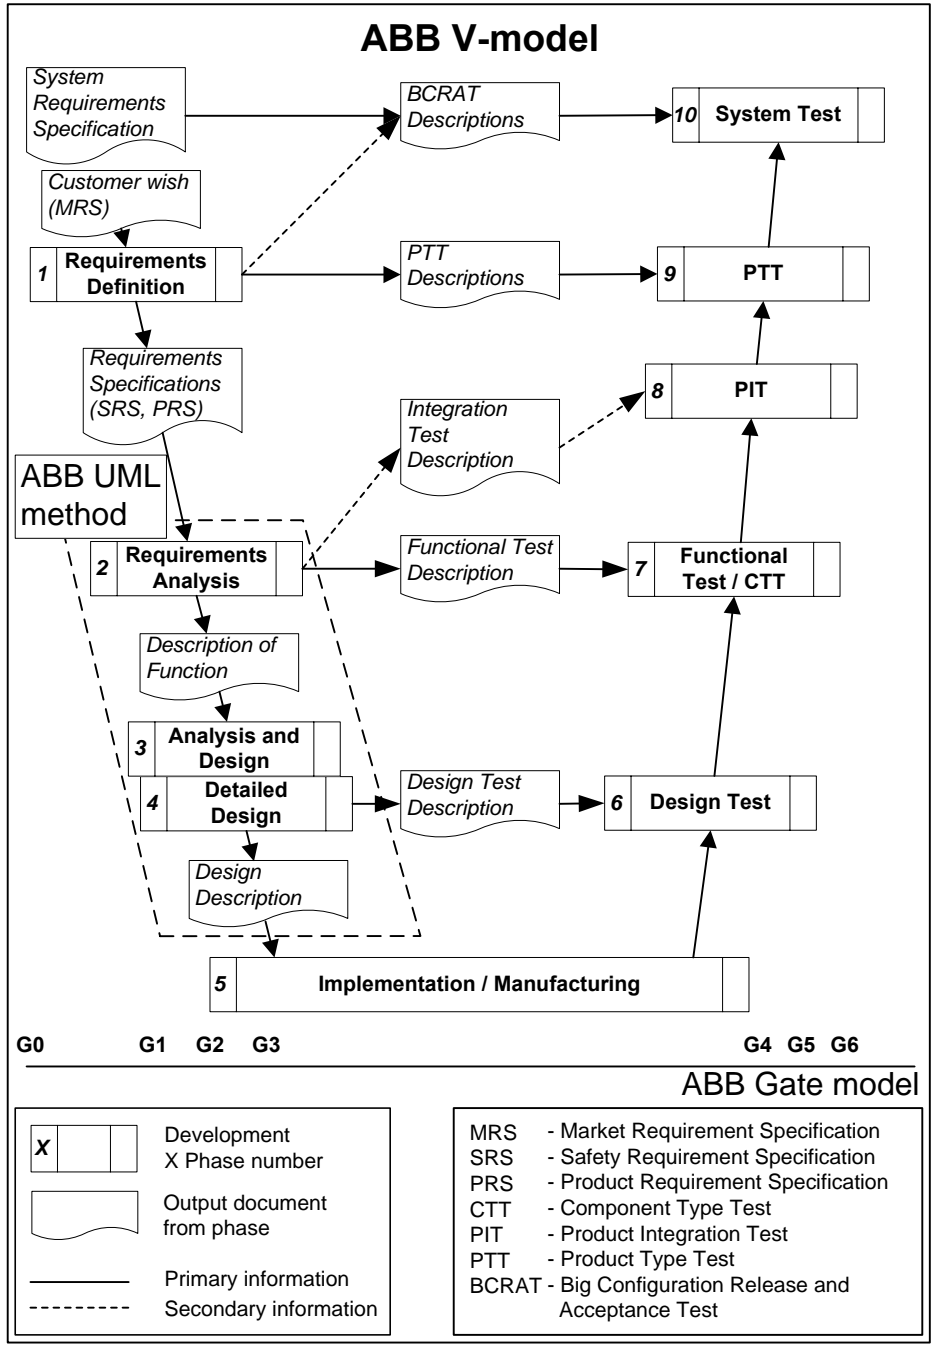 ABB V-model
System
Requirements
Specification
BCRAT
Descriptions
10 System Test
Customer wish
(MRS)
1 Requirements
Definition
PTT
Descriptions
9 PTT
Requirements
Specifications
(SRS, PRS)
Integration
Test
Description
8 PIT
ABB UML
method
2 Requirements
Analysis
Functional Test
Description
7 Functional
Test / CTT
Description of
Function
3 Analysis and
Design
4 Detailed
Design
Design Test
Description
6 Design Test
Design
Description
5 Implementation / Manufacturing
G0 G1 G2 G3 G4 G5 G6
ABB Gate model
X Development
X Phase number
Output document
from phase
Primary information
Secondary information
MRS - Market Requirement Specification
SRS - Safety Requirement Specification
PRS - Product Requirement Specification
CTT - Component Type Test
PIT - Product Integration Test
PTT - Product Type Test
BCRAT - Big Configuration Release and
Acceptance Test